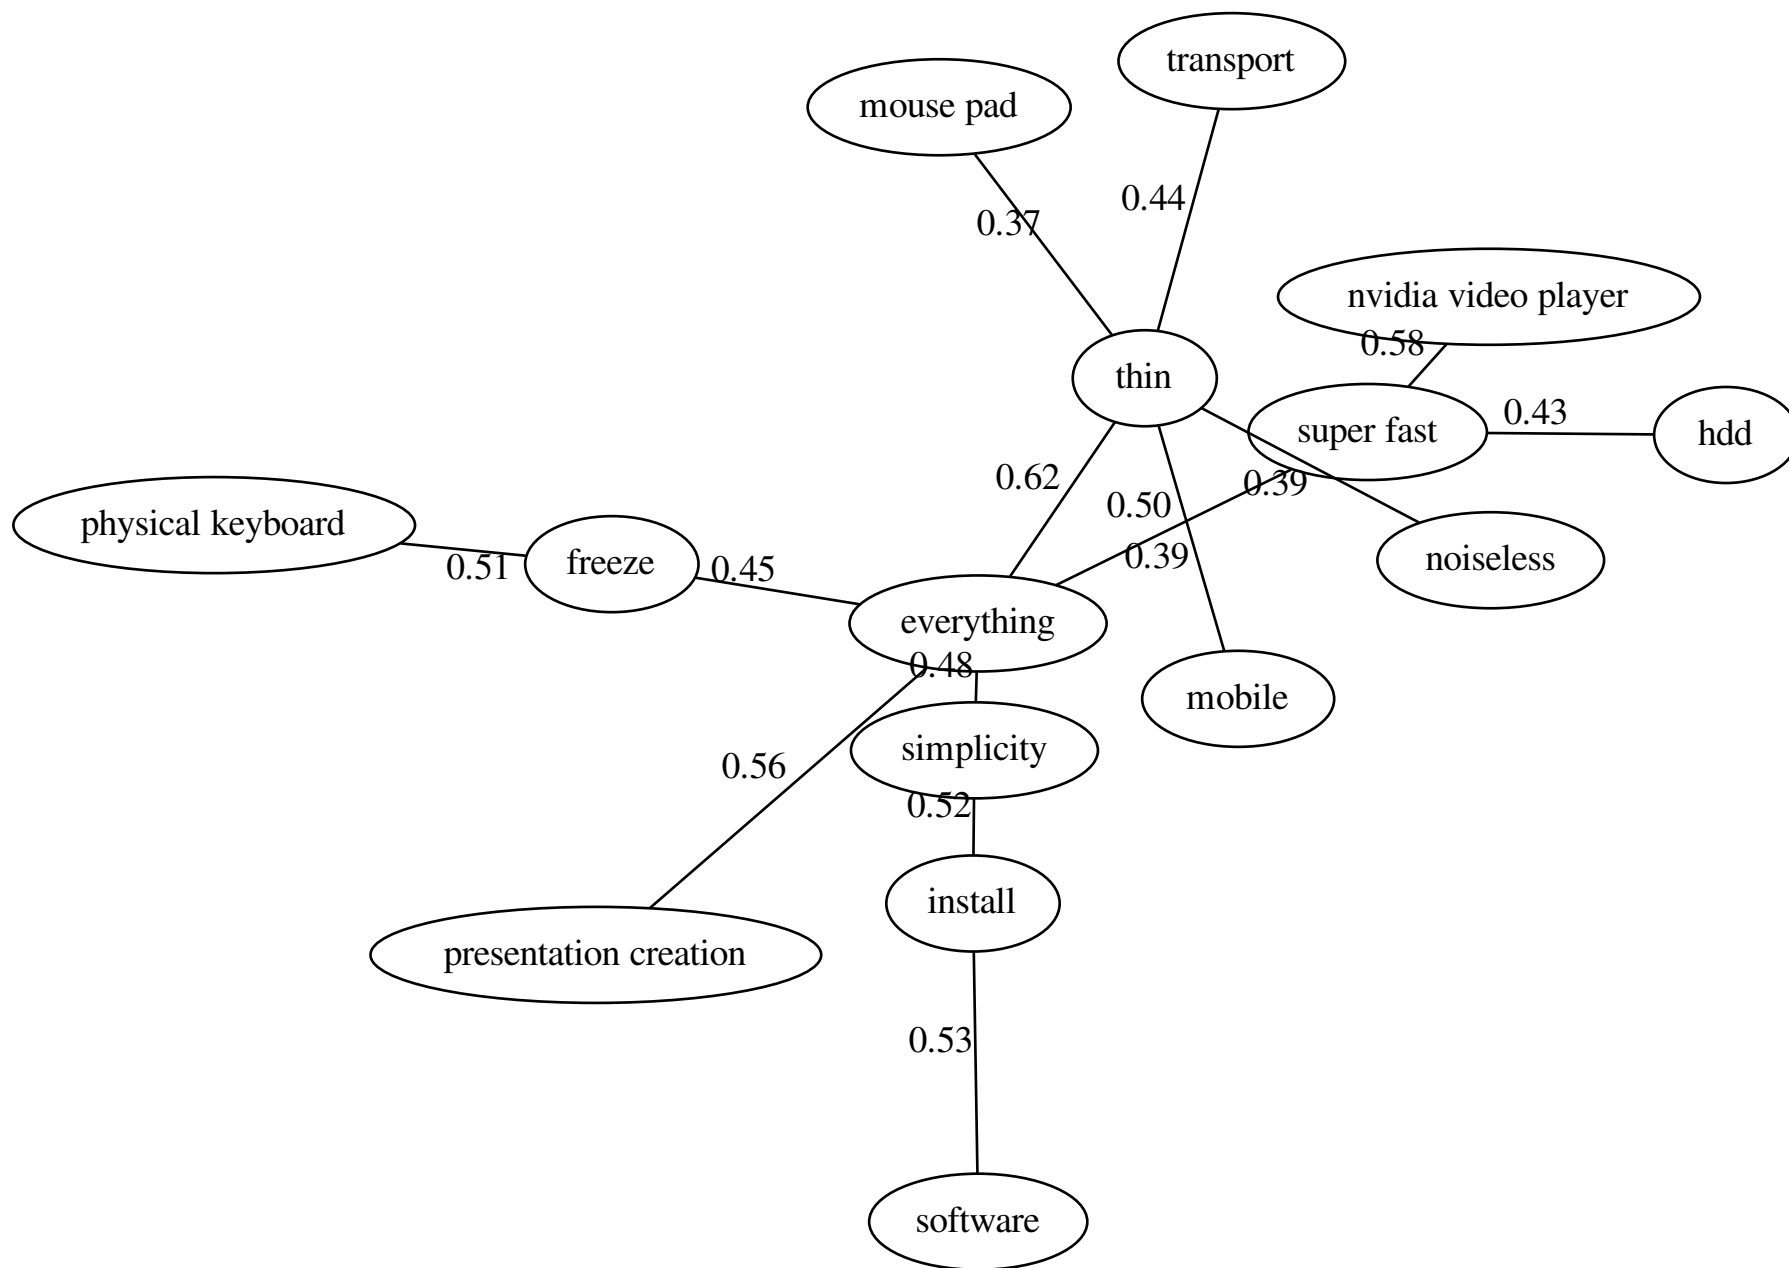 transport
mouse pad
0.44
0.37
nvidia video player
0.58
thin
0.43
super fast
hdd
0.62
0.39
0.50
physical keyboard
freeze
0.51
0.45
0.39
noiseless
everything
0.48
mobile
simplicity
0.56
0.52
install
presentation creation
0.53
software